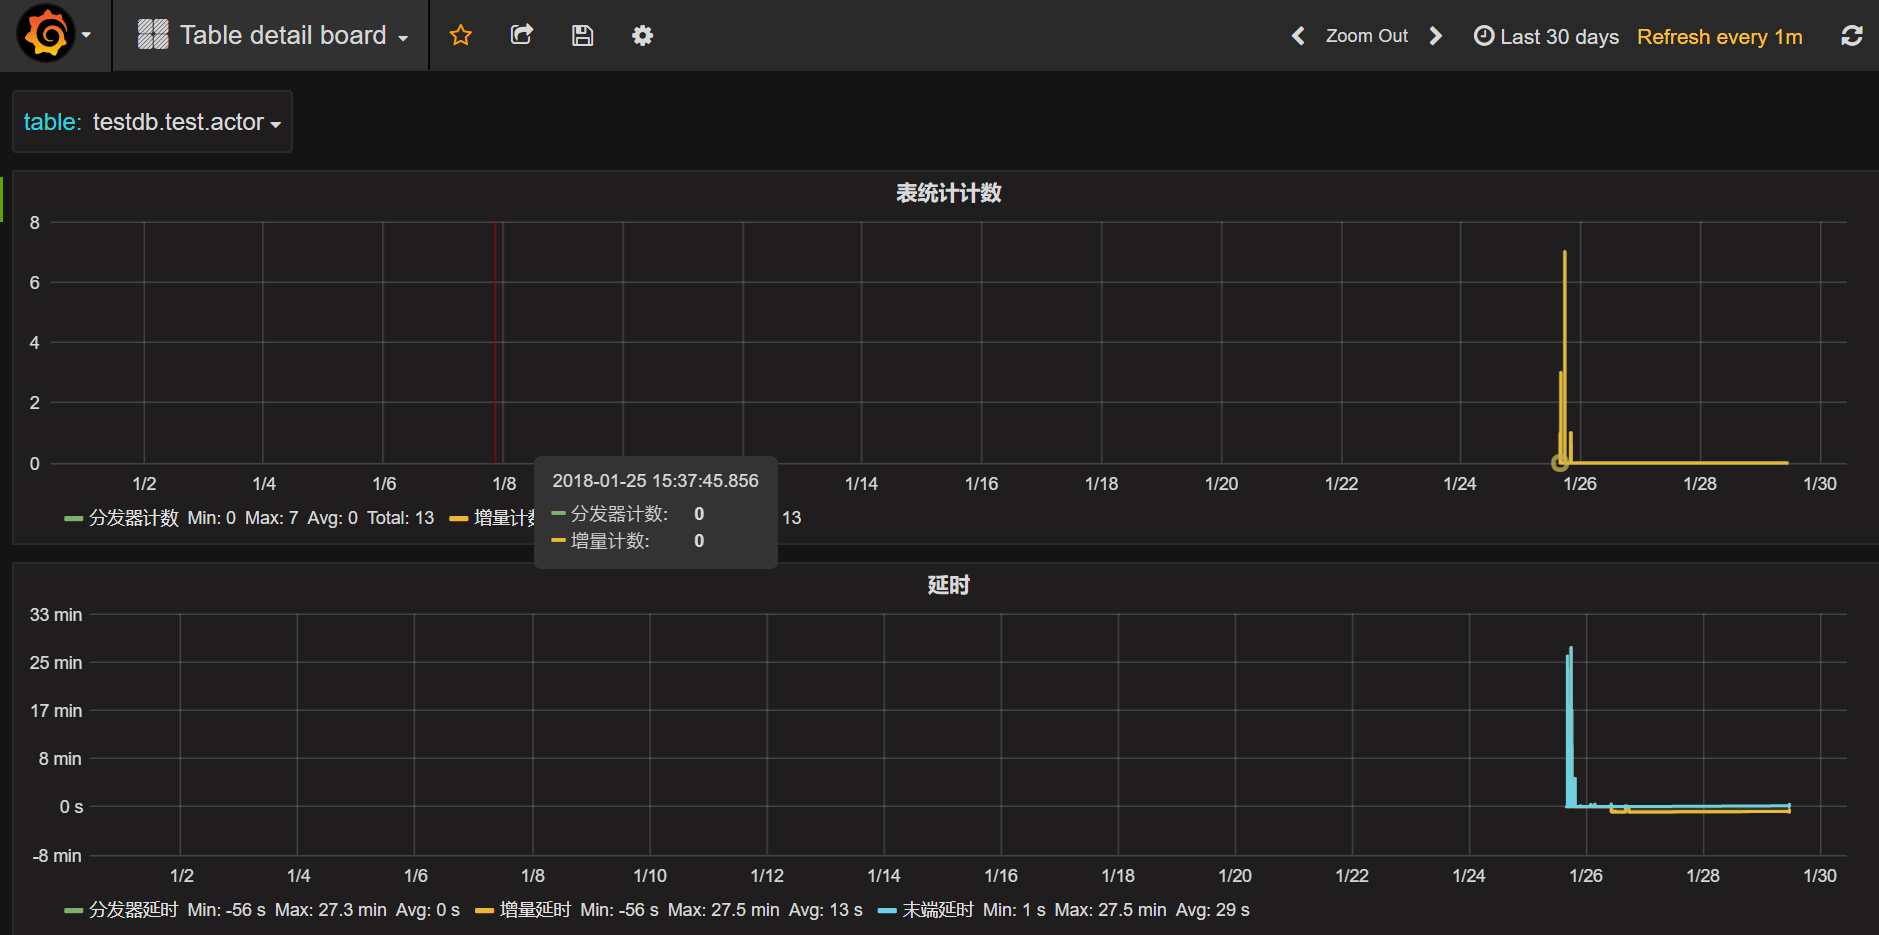 Table detail board
Zoom Out
Last 30 days
Refresh every 1m
table: testdb.test.actor
表统计计数
8
6
4
2
0
1/2 1/4 1/6 1/8 1/14 1/16 1/18 1/20 1/22 1/24 1/26 1/28 1/30
2018-01-25 15:37:45.856
分发器计数: 0
增量计数: 0
分发器计数 Min: 0 Max: 7 Avg: 0 Total: 13 增量计数 13
延时
33 min
25 min
17 min
8 min
0 s
-8 min
1/2 1/4 1/6 1/8 1/10 1/12 1/14 1/16 1/18 1/20 1/22 1/24 1/26 1/28 1/30
分发器延时 Min: -56 s Max: 27.3 min Avg: 0 s 增量延时 Min: -56 s Max: 27.5 min Avg: 13 s 末端延时 Min: 1 s Max: 27.5 min Avg: 29 s